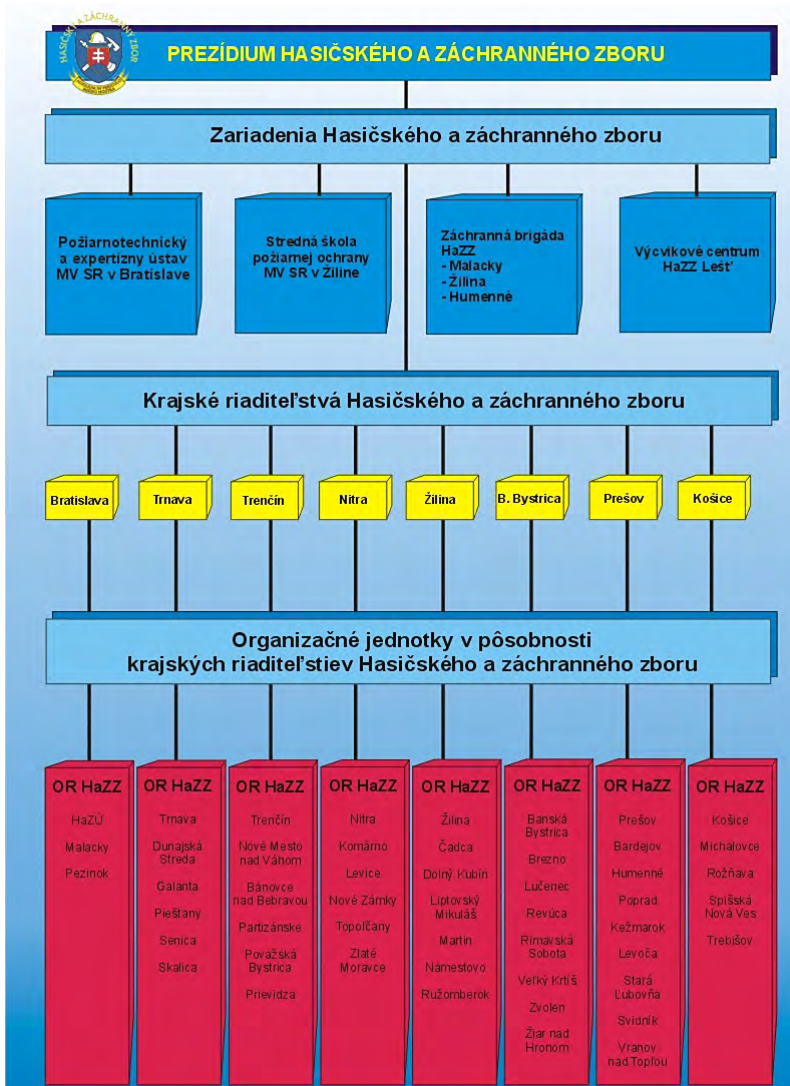 HASIČSKÝ A ZÁCHRANNÝ ZBOR
PREZÍDIUM HASIČSKÉHO A ZÁCHRANNÉHO ZBORU
Zariadenia Hasičského a záchranného zboru
Požiarnotechnický
a expertízny ústav
MV SR v Bratislave
Stredná škola
požiarnej ochrany
MV SR v Žiline
Záchranná brigáda
HaZZ
- Malacky
- Žilina
- Humenné
Výcvikové centrum
HaZZ Lešť
Krajské riaditeľstvá Hasičského a záchranného zboru
Bratislava
Trnava
Trenčín
Nitra
Žilina
B. Bystrica
Prešov
Košice
Organizačné jednotky v pôsobnosti
krajských riaditeľstiev Hasičského a záchranného zboru
OR HaZZ
HaZÚ
Malacky
Pezinok
OR HaZZ
Trnava
Dunajská
Streda
Galanta
Piešťany
Senica
Skalica
OR HaZZ
Trenčín
Nové Mesto
nad Váhom
Bánovce
nad Bebravou
Partizánske
Považská
Bystrica
Prievidza
OR HaZZ
Nitra
Komárno
Levice
Nové Zámky
Topoľčany
Zlaté
Moravce
OR HaZZ
Žilina
Čadca
Dolný Kubín
Liptovský
Mikuláš
Martin
Námestovo
Ružomberok
OR HaZZ
Banská
Bystrica
Brezno
Lučenec
Revúca
Rimavská
Sobota
Veľký Krtíš
Zvolen
Žiar nad
Hronom
OR HaZZ
Prešov
Bardejov
Humenné
Poprad
Kežmarok
Levoča
Stará
Ľubovňa
Svidník
Vranov
nad Topľou
OR HaZZ
Košice
Michalovce
Rožňava
Spišská
Nová Ves
Trebišov